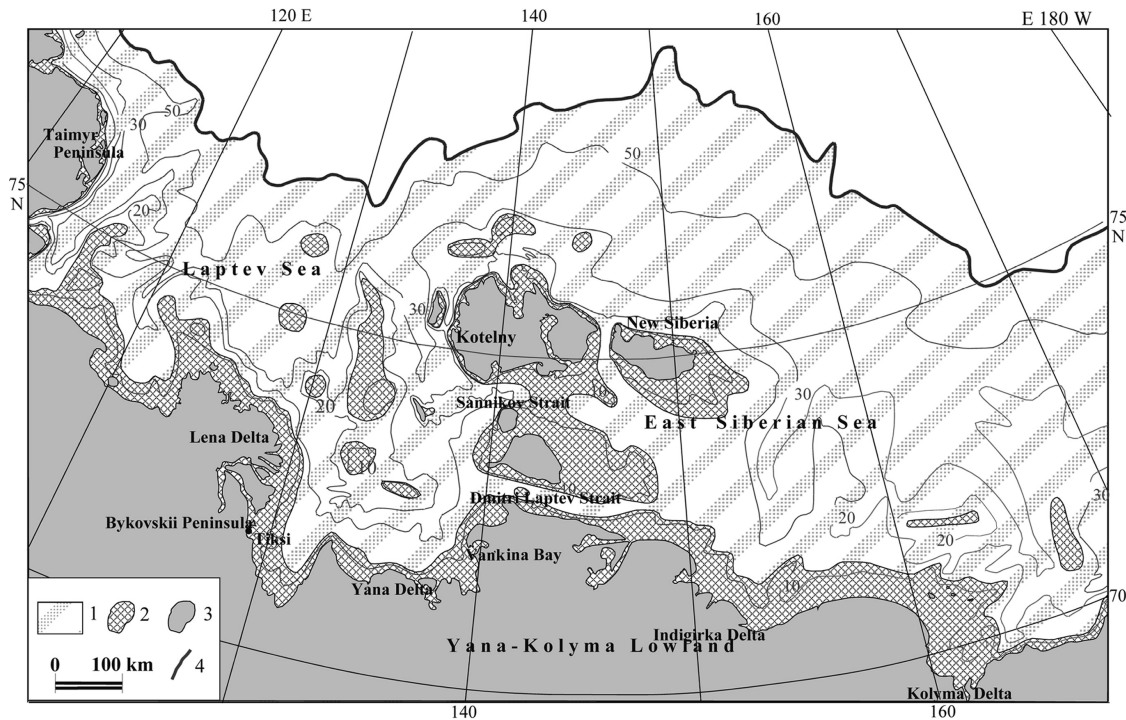 120 E
140
160
E 180 W
50
30
Taimyr
Peninsula
50
75
N
20
75
N
Laptev Sea
30
New Siberia
Kotelny
10
30
20
Sannikov Strait
East Siberian Sea
Lena Delta
10
10
Dmitri Laptev Strait
30
20
20
Bykovskii Peninsula
Tiksi
Vankina Bay
Yana Delta
10
70
1
2
3
Indigirka Delta
Yana-Kolyma Lowland
0
100 km
4
Kolyma Delta
140
160